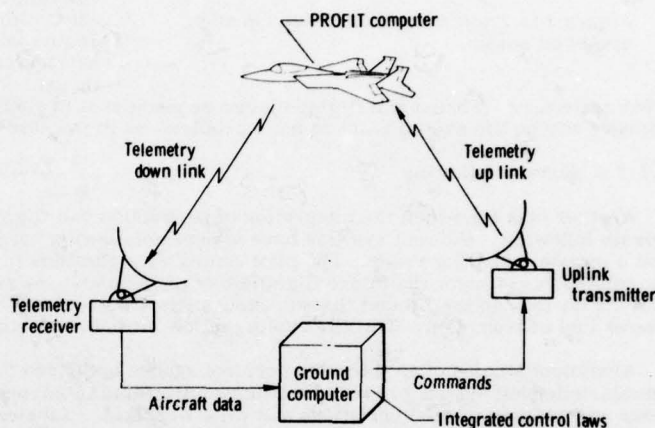 PROFIT computer
Telemetry
down link
Telemetry
up link
Telemetry
receiver
Uplink
transmitter
Ground
computer
Aircraft data
Commands
Integrated control laws